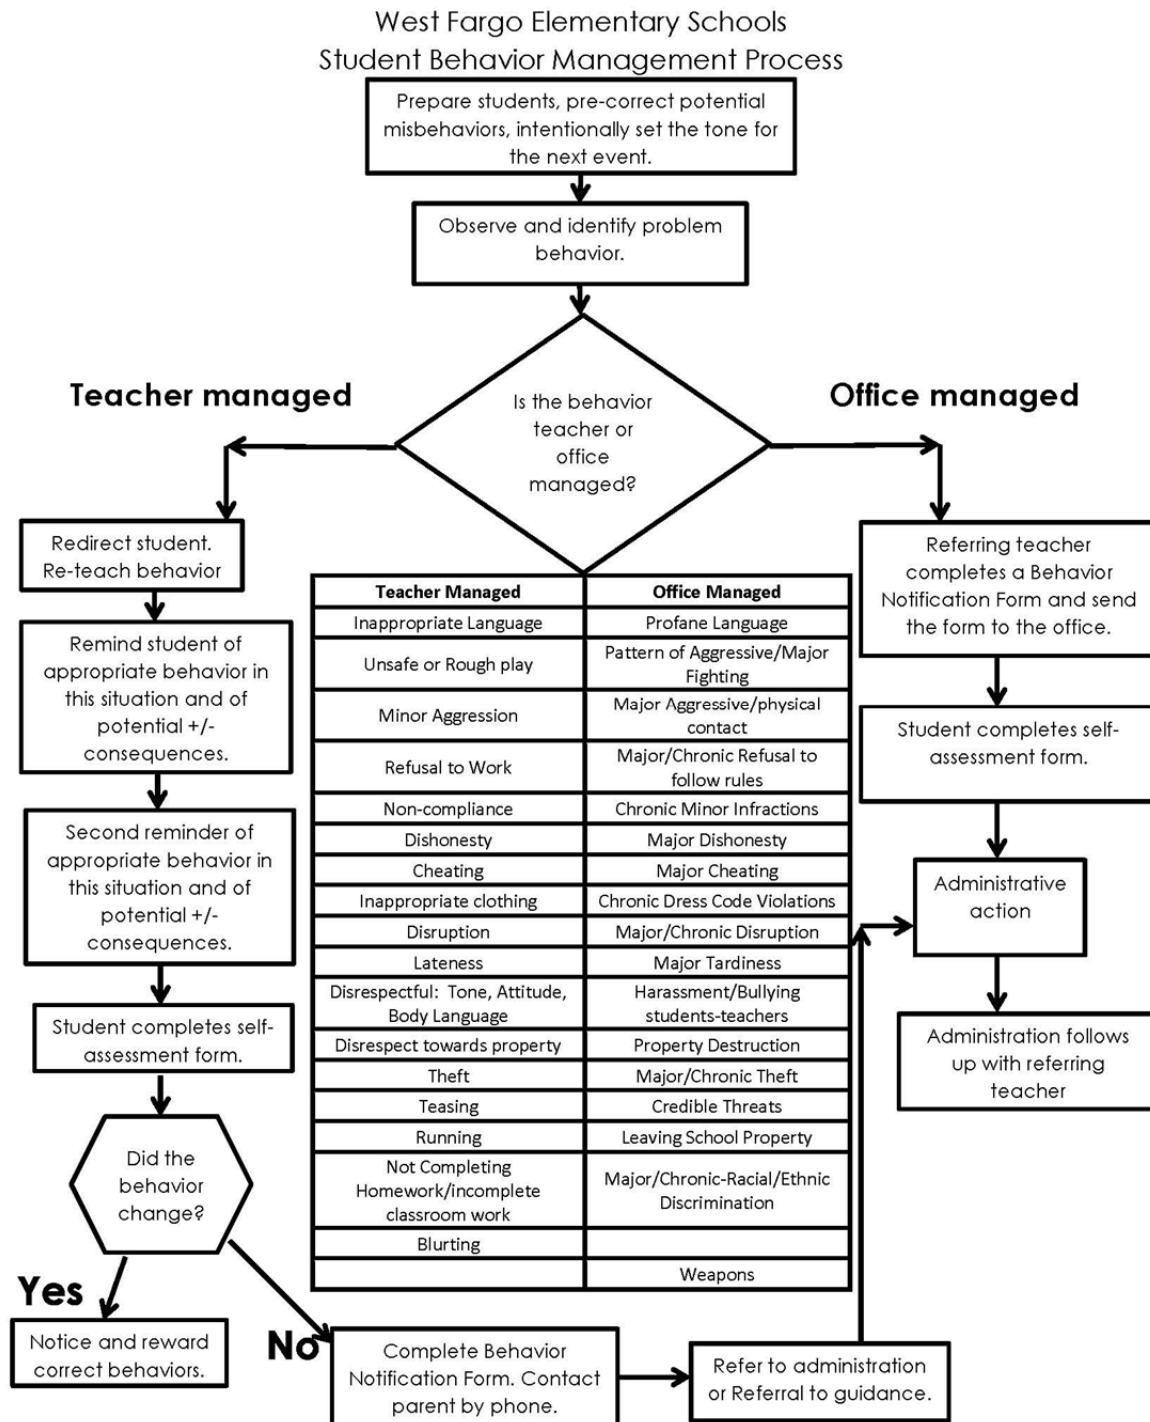 West Fargo Elementary Schools
Student Behavior Management Process
Prepare students, pre-correct potential
misbehaviors, intentionally set the tone for
the next event.
Observe and identify problem
behavior.
Teacher managed
Office managed
Is the behavior
teacher or
office
managed?
Redirect student.
Re-teach behavior
Remind student of
appropriate behavior in
this situation and of
potential +/-
consequences.
Second reminder of
appropriate behavior in
this situation and of
potential +/-
consequences.
Student completes self-
assessment form.
Did the
behavior
change?
Yes
Notice and reward
correct behaviors.
No
Complete Behavior
Notification Form. Contact
parent by phone.
Refer to administration
or Referral to guidance.
Teacher Managed
Office Managed
Inappropriate Language
Profane Language
Unsafe or Rough play
Pattern of Aggressive/Major
Fighting
Minor Aggression
Major Aggressive/physical
contact
Refusal to Work
Major/Chronic Refusal to
follow rules
Non-compliance
Chronic Minor Infractions
Dishonesty
Major Dishonesty
Cheating
Major Cheating
Inappropriate clothing
Chronic Dress Code Violations
Disruption
Major/Chronic Disruption
Lateness
Major Tardiness
Disrespectful: Tone, Attitude,
Body Language
Harassment/Bullying
students-teachers
Disrespect towards property
Property Destruction
Theft
Major/Chronic Theft
Teasing
Credible Threats
Running
Leaving School Property
Not Completing
Homework/incomplete
classroom work
Major/Chronic-Racial/Ethnic
Discrimination
Blurting
Weapons
Referring teacher
completes a Behavior
Notification Form and send
the form to the office.
Student completes self-
assessment form.
Administrative
action
Administration follows
up with referring
teacher